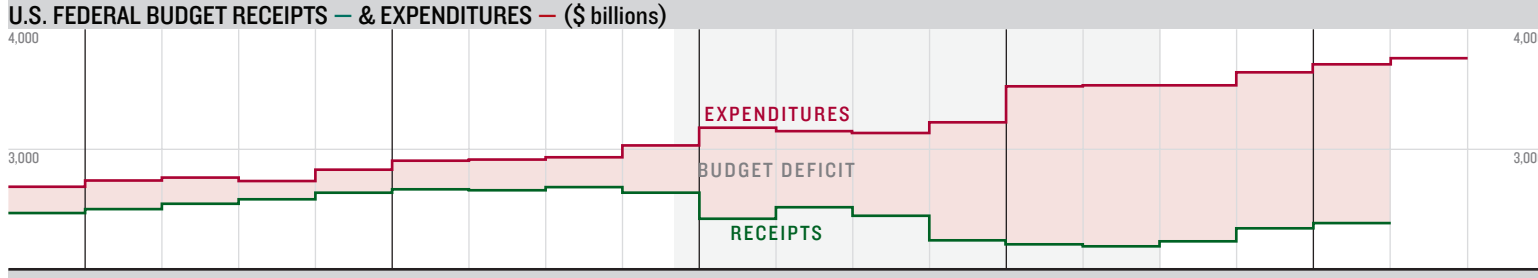 U.S. FEDERAL BUDGET RECEIPTS — & EXPENDITURES — ($ billions)
4,000 4,00
EXPENDITURES
3,000 3,00
BUDGET DEFICIT
RECEIPTS